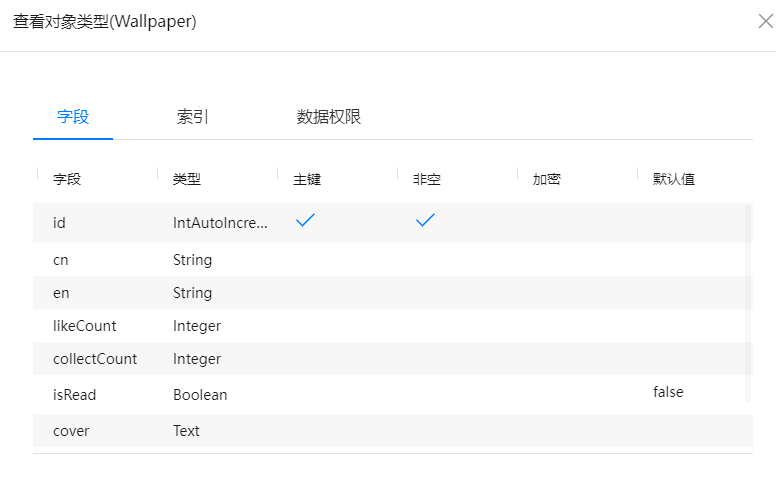 查看对象类型(Wallpaper)
字段 索引 数据权限
字段 类型 主键 非空 加密 默认值
id IntAutoIncre...
cn String
en String
likeCount Integer
collectCount Integer
isRead Boolean false
cover Text